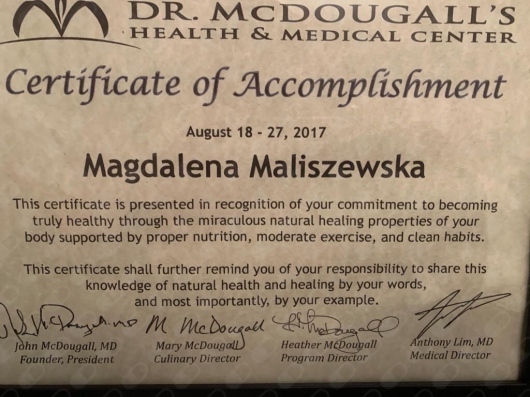 DR. McDOUGALL'S
HEALTH & MEDICAL CENTER
Certificate of Accomplishment
August 18 - 27, 2017
Magdalena Maliszewska
This certificate is presented in recognition of your commitment to becoming
truly healthy through the miraculous natural healing properties of your
body supported by proper nutrition, moderate exercise, and clean habits.
This certificate shall further remind you of your responsibility to share this
knowledge of natural health and healing by your words,
and most importantly, by your example.
M McDougall
John McDougall, MD
Founder, President
Mary McDougall
Culinary Director
Heather McDougall
Program Director
Anthony Lim, MD
Medical Director